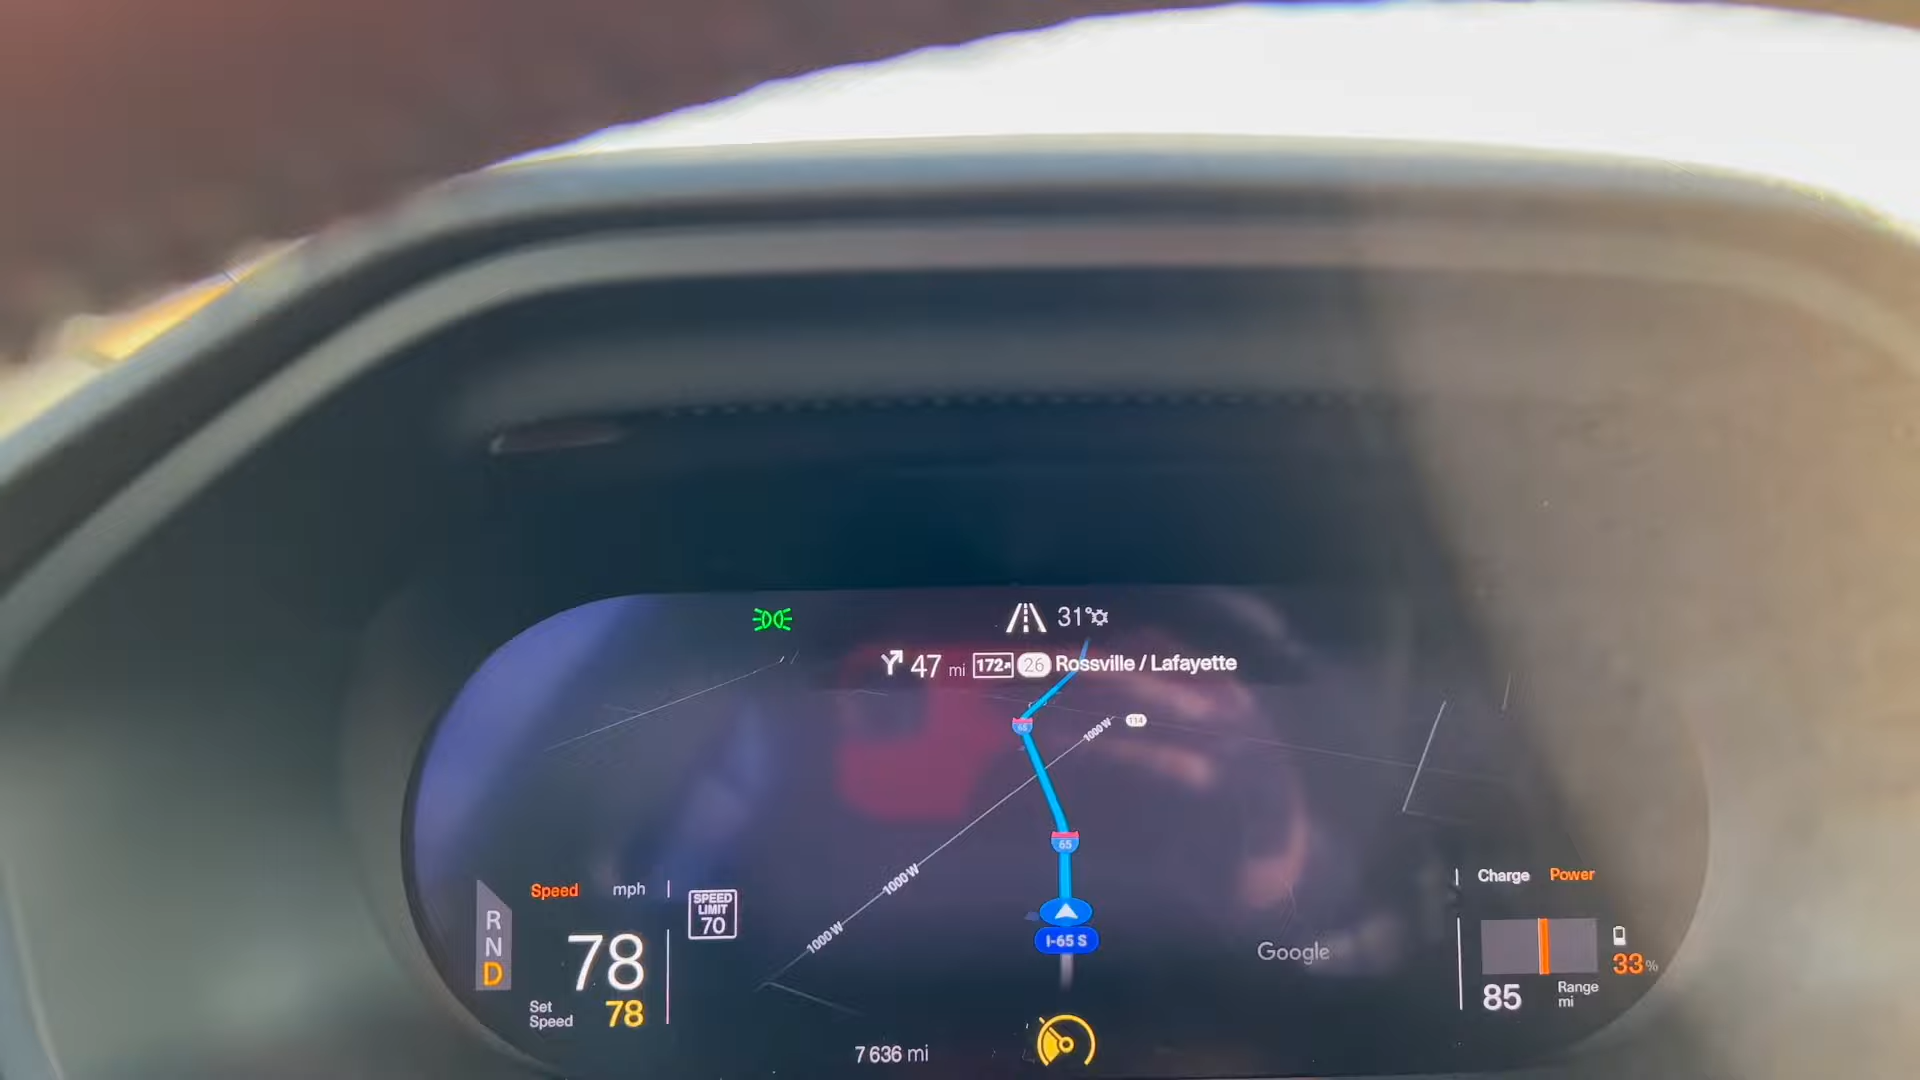 31°
47 mi 172 26 Rossville / Lafayette
65
1000 W
114
65
1000 W
1000 W
I-65 S
Google
R
N
D
Speed mph
78
Set
Speed 78
SPEED
LIMIT
70
Charge Power
33%
85 Range
mi
7 636 mi